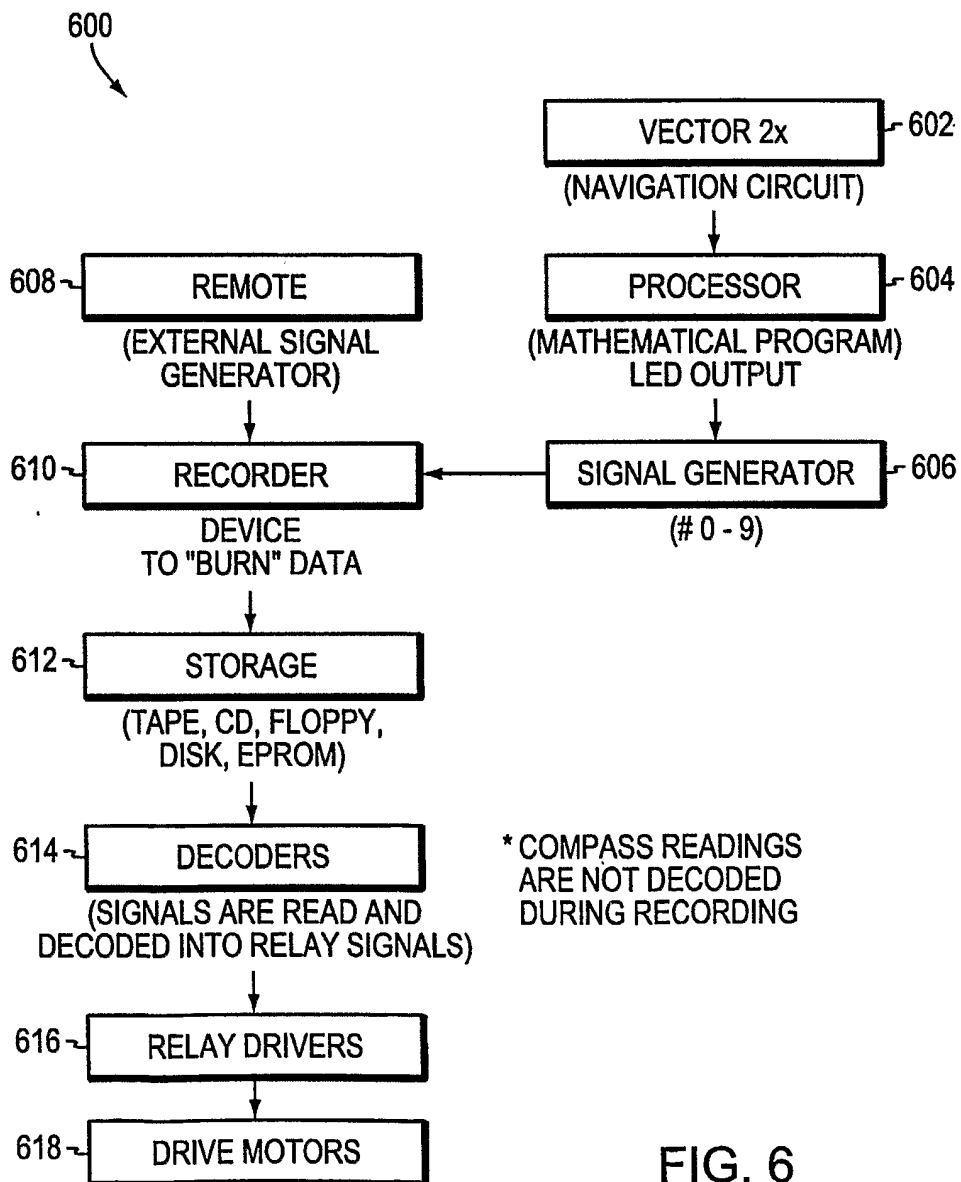 600
VECTOR 2x
602
(NAVIGATION CIRCUIT)
608
REMOTE
PROCESSOR
604
(EXTERNAL SIGNAL
GENERATOR)
(MATHEMATICAL PROGRAM)
LED OUTPUT
610
RECORDER
SIGNAL GENERATOR
606
DEVICE
TO "BURN" DATA
(# 0 - 9)
612
STORAGE
(TAPE, CD, FLOPPY,
DISK, EPROM)
614
DECODERS
* COMPASS READINGS
ARE NOT DECODED
DURING RECORDING
(SIGNALS ARE READ AND
DECODED INTO RELAY SIGNALS)
616
RELAY DRIVERS
618
DRIVE MOTORS
FIG. 6